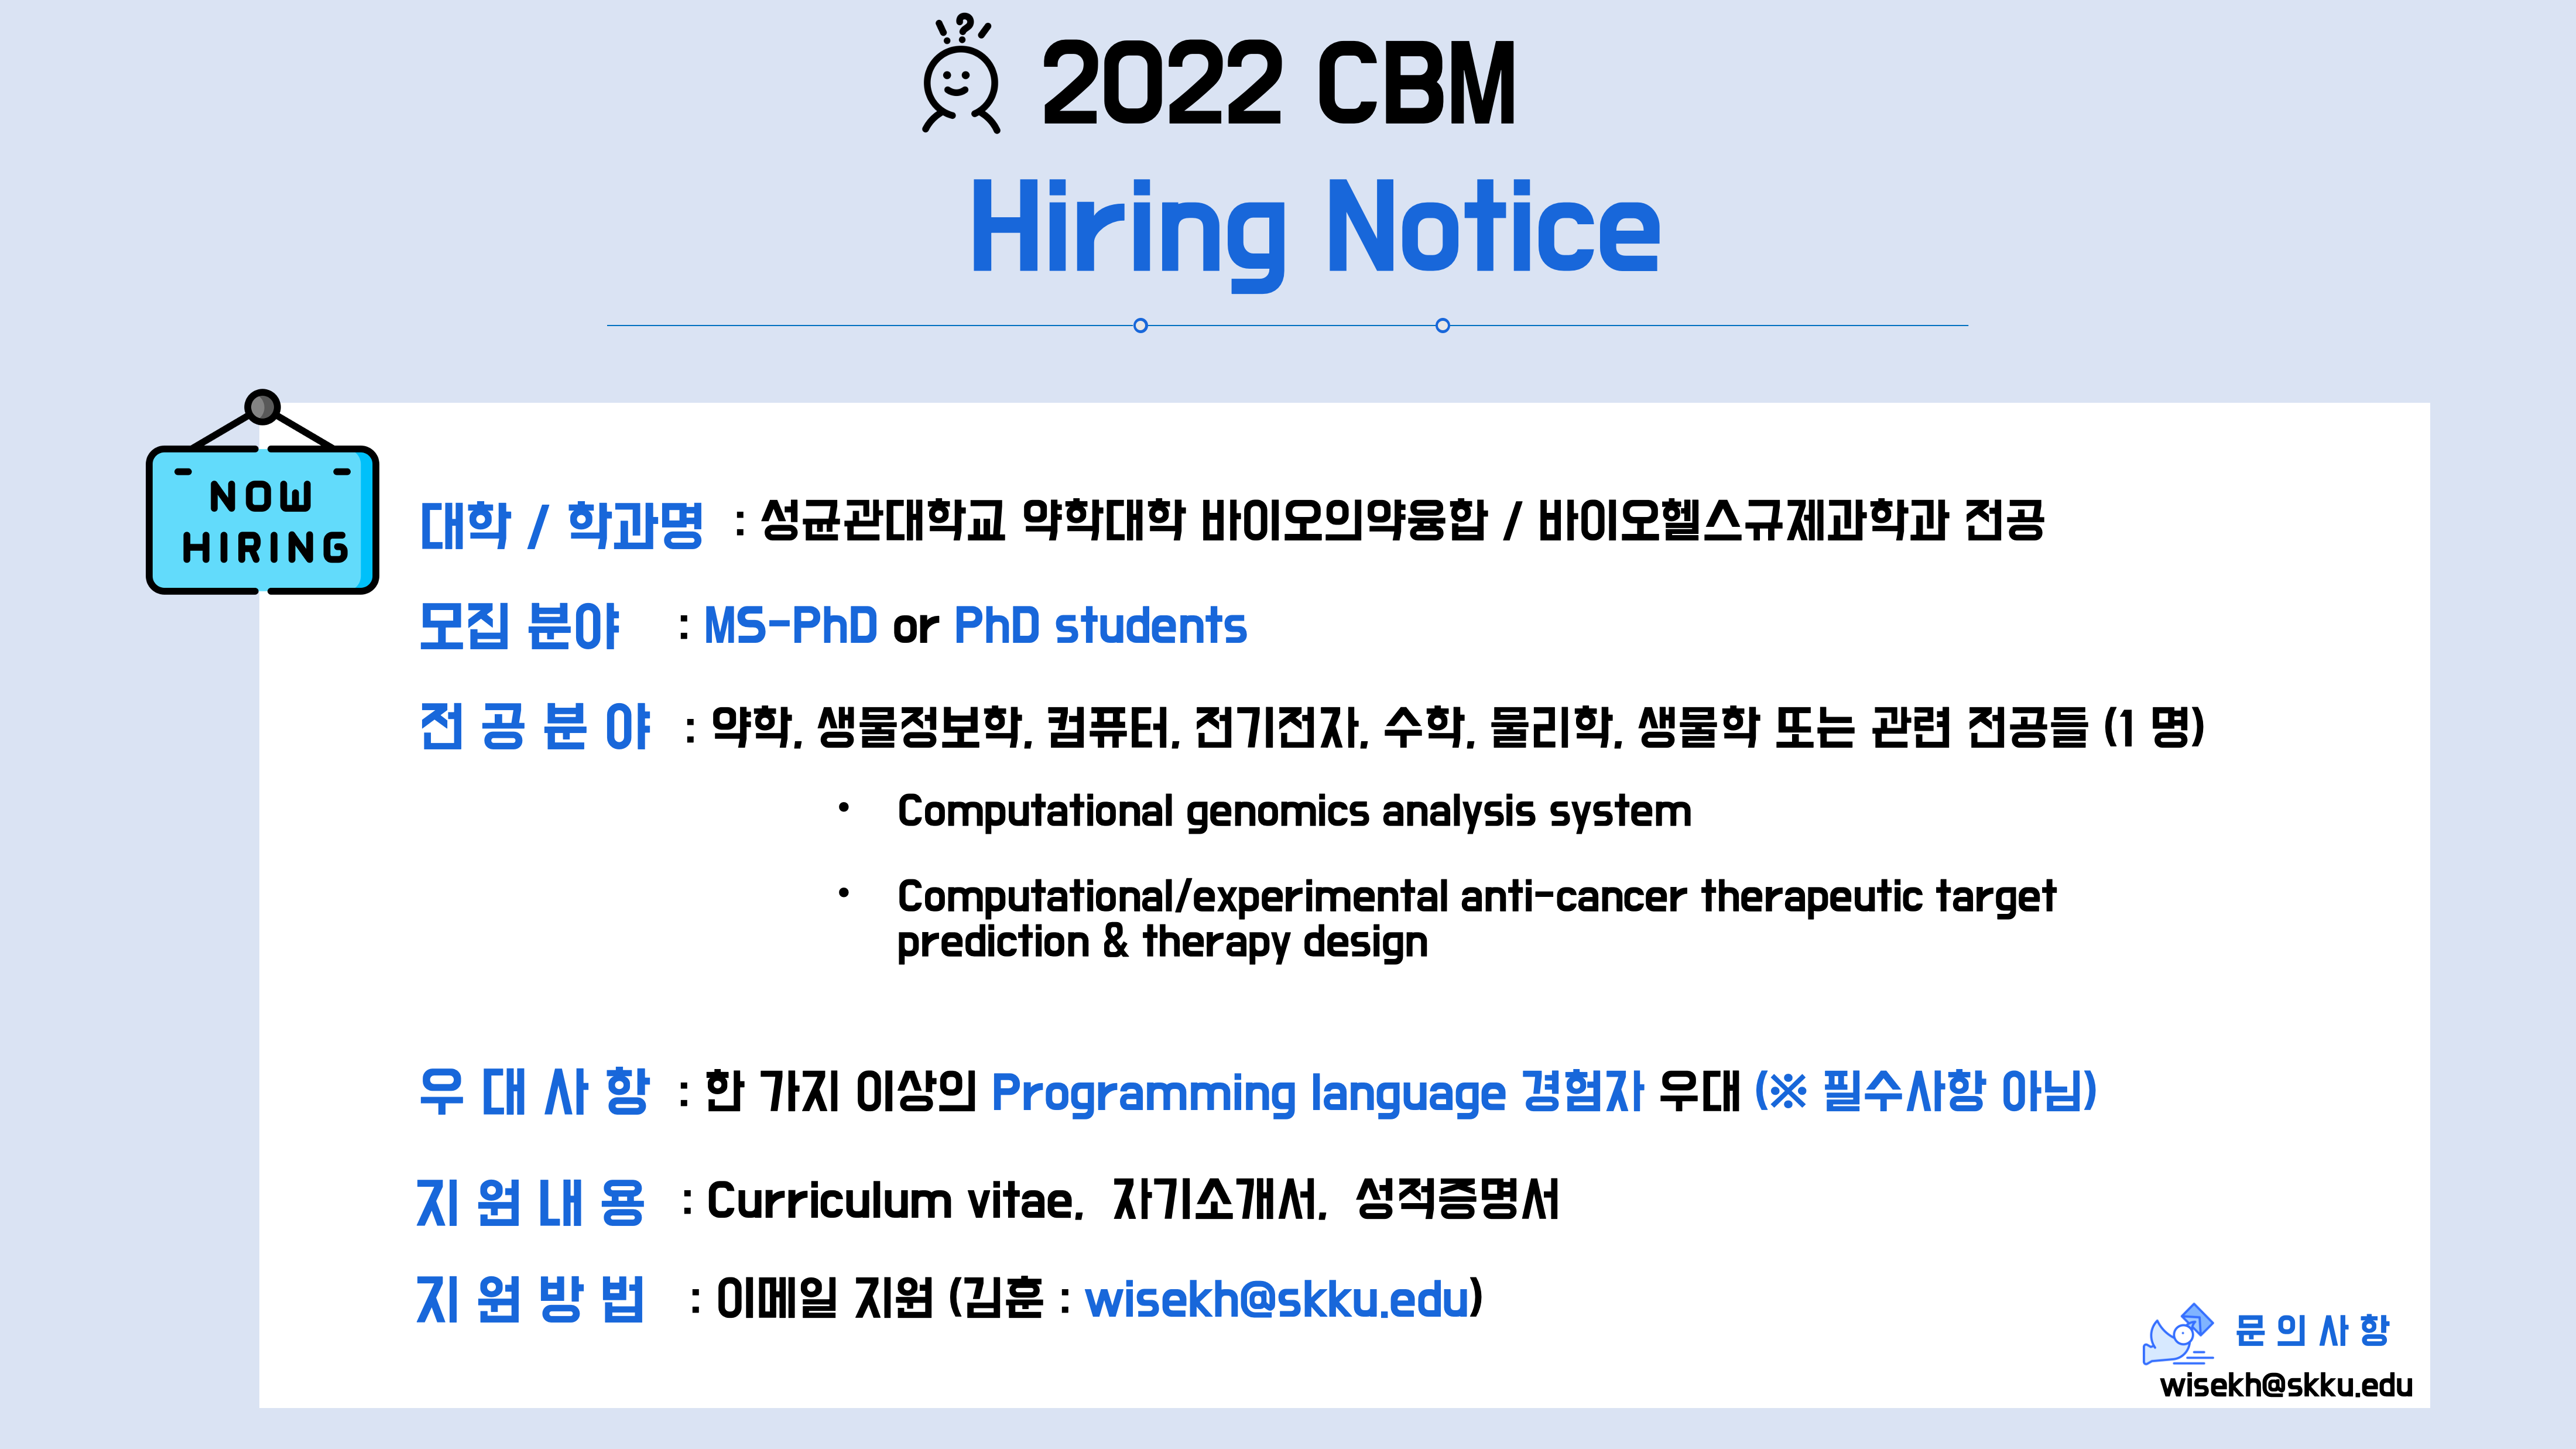 2022 CBM
Hiring Notice
NOW
HIRING
대학 / 학과명 : 성균관대학교 약학대학 바이오의약융합 / 바이오헬스규제과학과 전공
모집 분야 : MS-PhD or PhD students
전 공 분 야 : 약학, 생물정보학, 컴퓨터, 전기전자, 수학, 물리학, 생물학 또는 관련 전공들 (1 명)
• Computational genomics analysis system
• Computational/experimental anti-cancer therapeutic target
prediction & therapy design
우 대 사 항 : 한 가지 이상의 Programming language 경험자 우대 (※ 필수사항 아님)
지 원 내 용 : Curriculum vitae, 자기소개서, 성적증명서
지 원 방 법 : 이메일 지원 (김훈 : wisekh@skku.edu)
문 의 사 항
wisekh@skku.edu